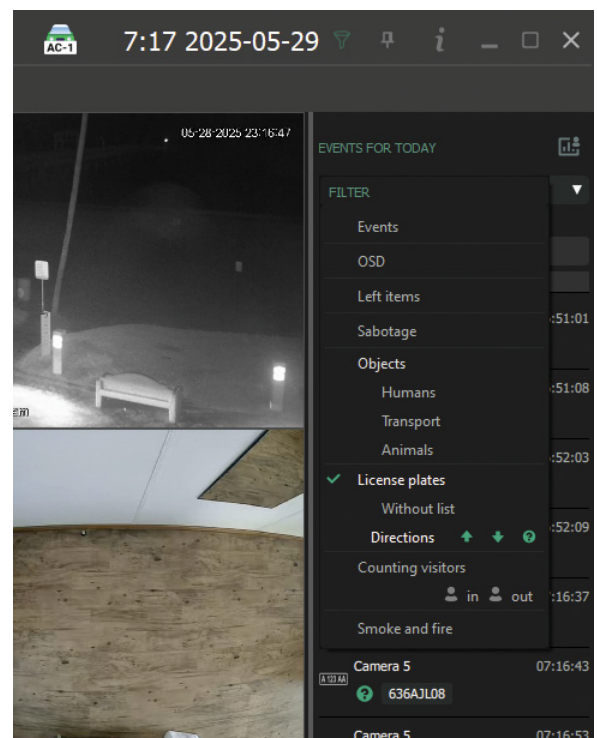 AC-1
7:17 2025-05-29
05-28-2025 23:16:47
EVENTS FOR TODAY
FILTER
Events
OSD
Left items
:51:01
Sabotage
Objects
Humans
:51:08
Transport
Animals
:52:03
License plates
Without list
Directions
:52:09
Counting visitors
in out
:16:37
Smoke and fire
Camera 5 07:16:43
A 123 AA
636AJL08
Camera 5 07:16:53